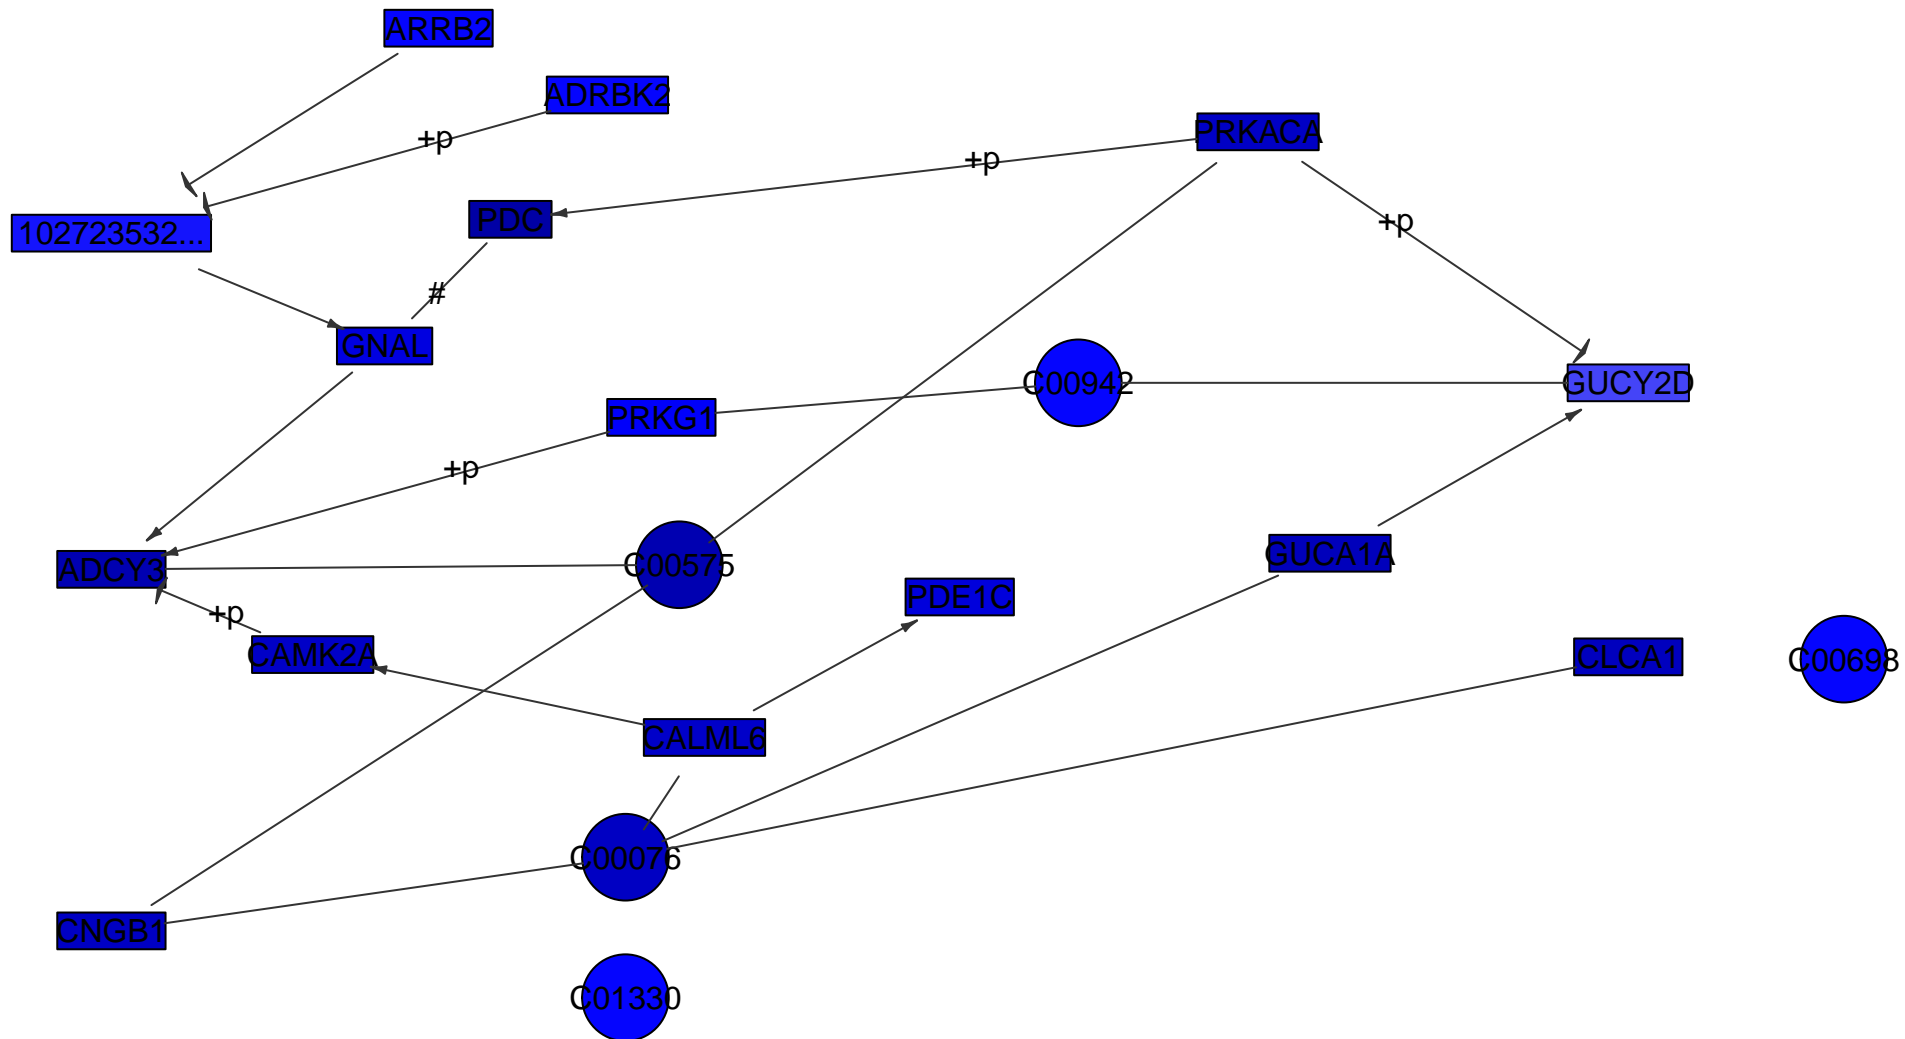 ARRB2
ADRBK2
+p
PRKACA
+p
102723532...
PDC
+p
#
GNAL
C00942
GUCY2D
PRKG1
+p
ADCY3
C00575
GUCA1A
PDE1C
+p
CAMK2A
CLCA1
C00698
CALML6
C00076
CNGB1
C01330